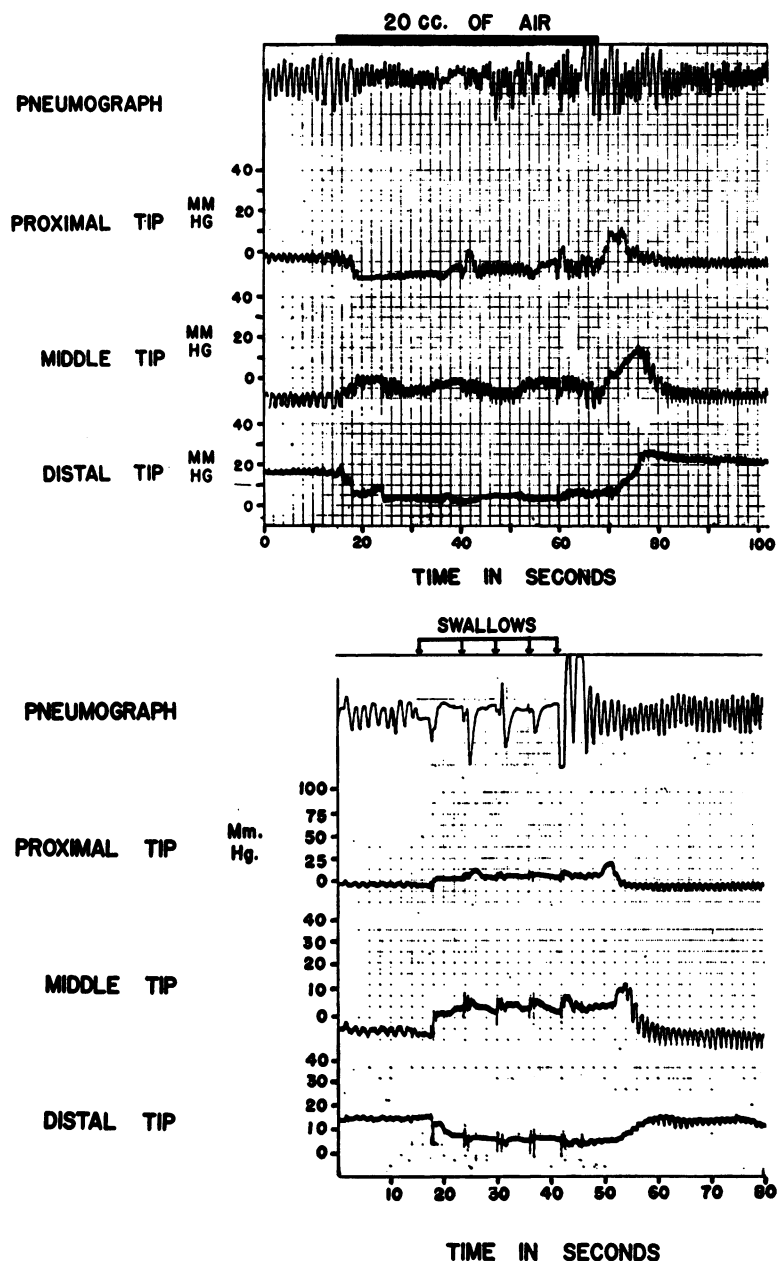 20 CC. OF AIR
PNEUMOGRAPH
PROXIMAL TIP
MM
HG
40
20
0
MIDDLE TIP
MM
HG
40
20
0
DISTAL TIP
MM
HG
40
20
0
0 20 40 60 80 100
TIME IN SECONDS
SWALLOWS
PNEUMOGRAPH
PROXIMAL TIP
Mm.
Hg.
100
75
50
25
0
MIDDLE TIP
40
30
20
10
0
DISTAL TIP
40
30
20
10
0
10 20 30 40 50 60 70 80
TIME IN SECONDS